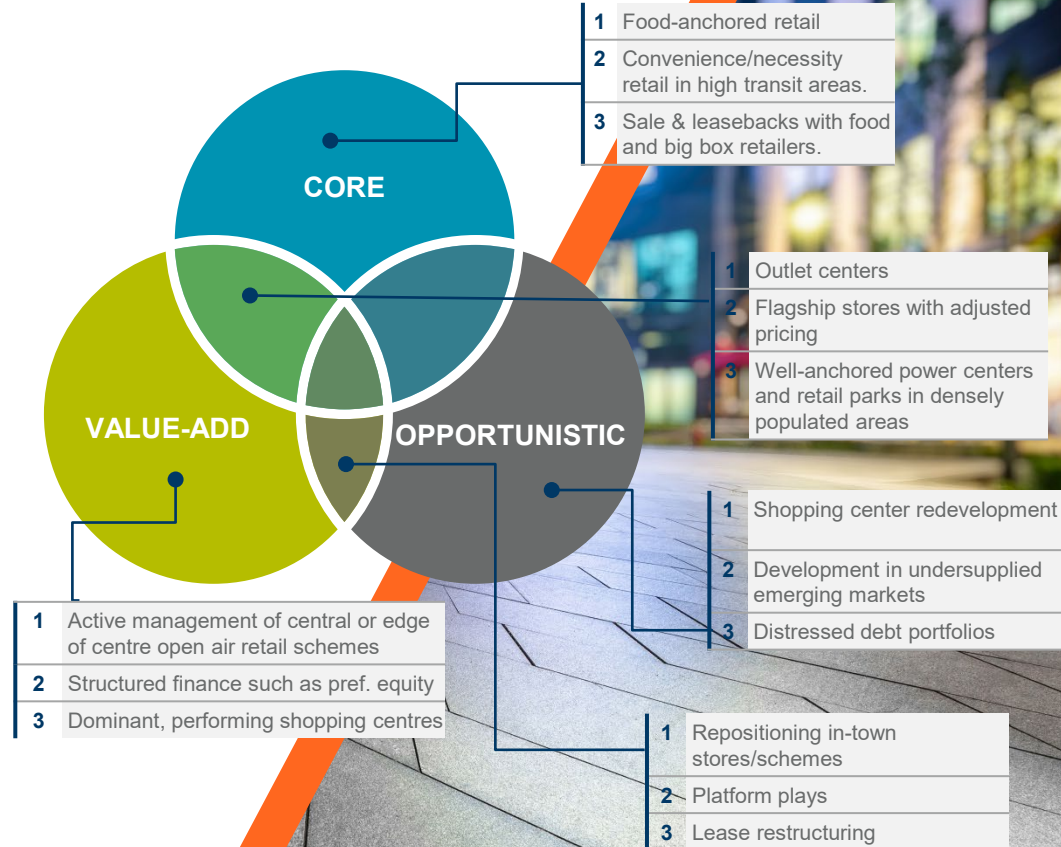 1 Food-anchored retail
2 Convenience/necessity
retail in high transit areas.
3 Sale & leasebacks with food
and big box retailers.
CORE
1 Outlet centers
2 Flagship stores with adjusted
pricing
3 Well-anchored power centers
and retail parks in densely
populated areas
VALUE-ADD
OPPORTUNISTIC
1 Shopping center redevelopment
2 Development in undersupplied
emerging markets
3 Distressed debt portfolios
1 Active management of central or edge
of centre open air retail schemes
2 Structured finance such as pref. equity
3 Dominant, performing shopping centres
1 Repositioning in-town
stores/schemes
2 Platform plays
3 Lease restructuring